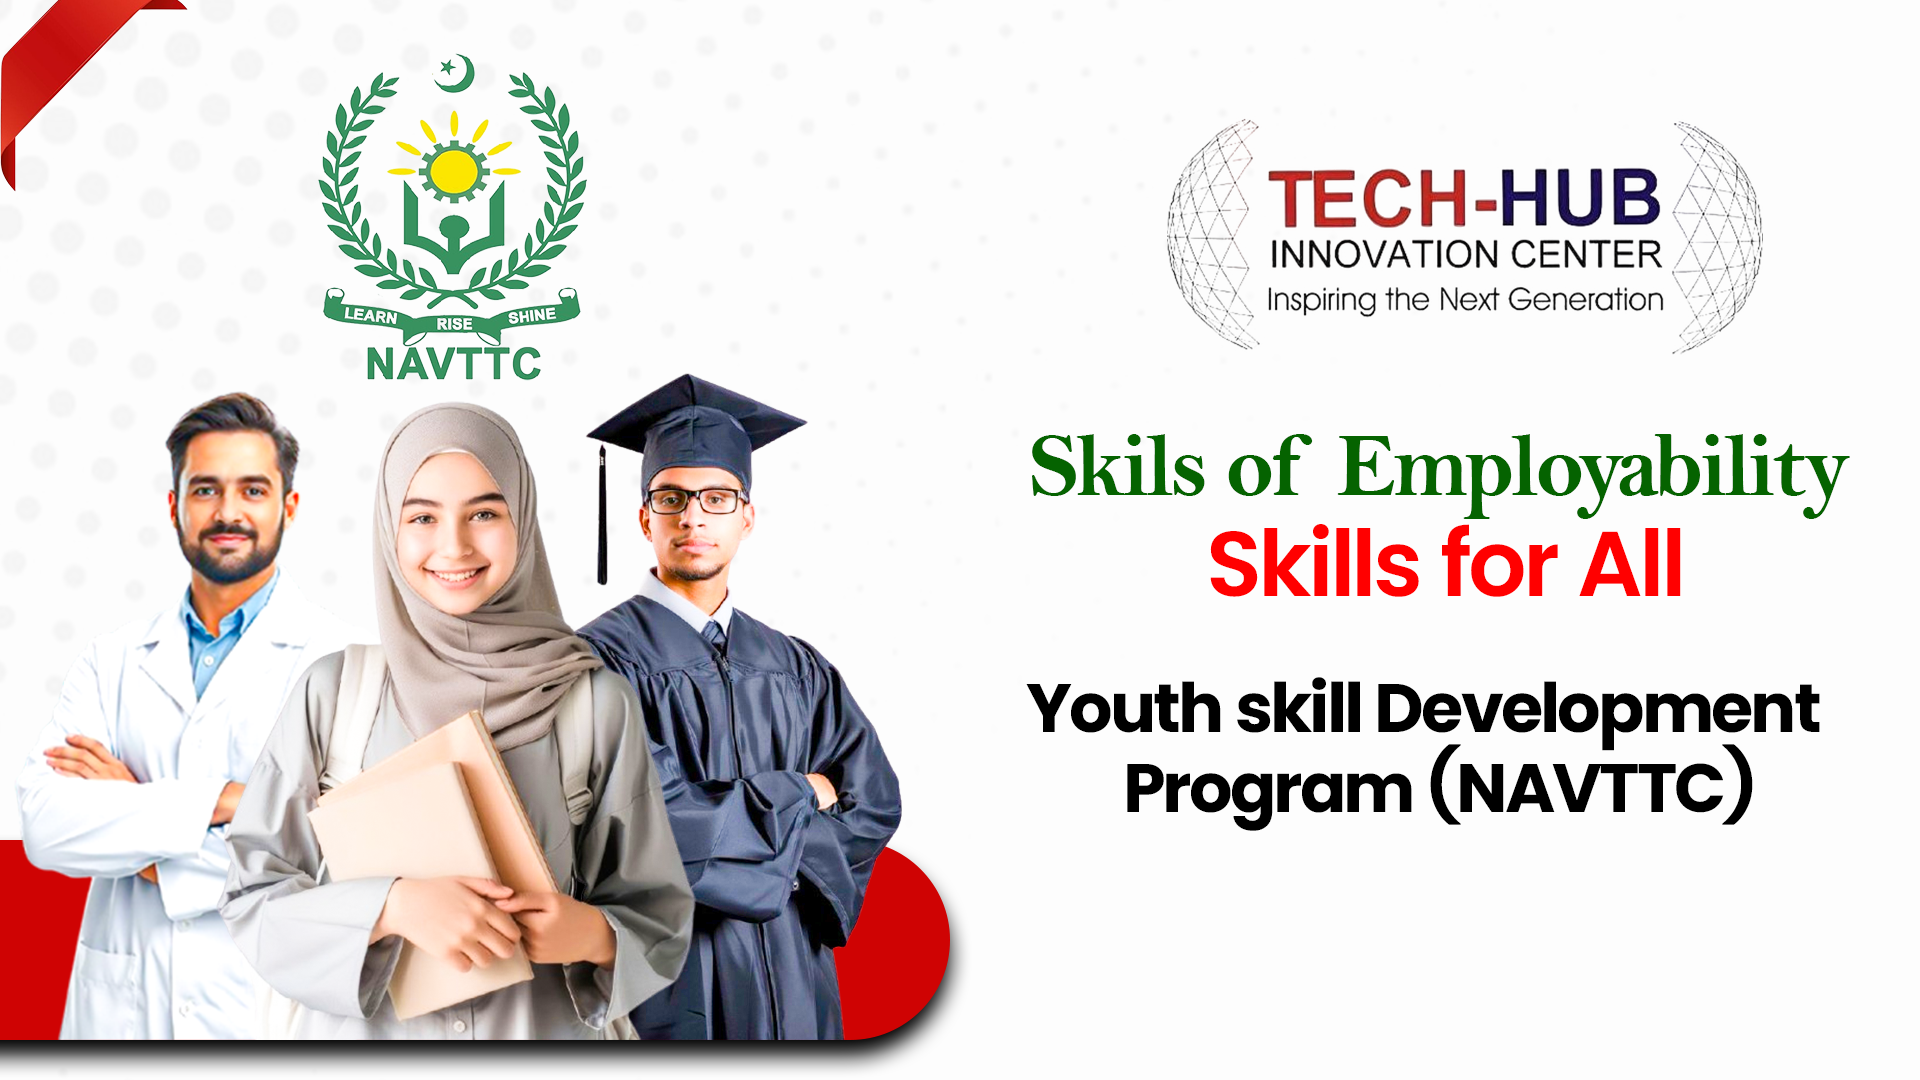 LEARN RISE SHINE
NAVTTC
TECH-HUB
INNOVATION CENTER
Inspiring the Next Generation
Skils of Employability
Skills for All
Youth skill Development
Program (NAVTTC)